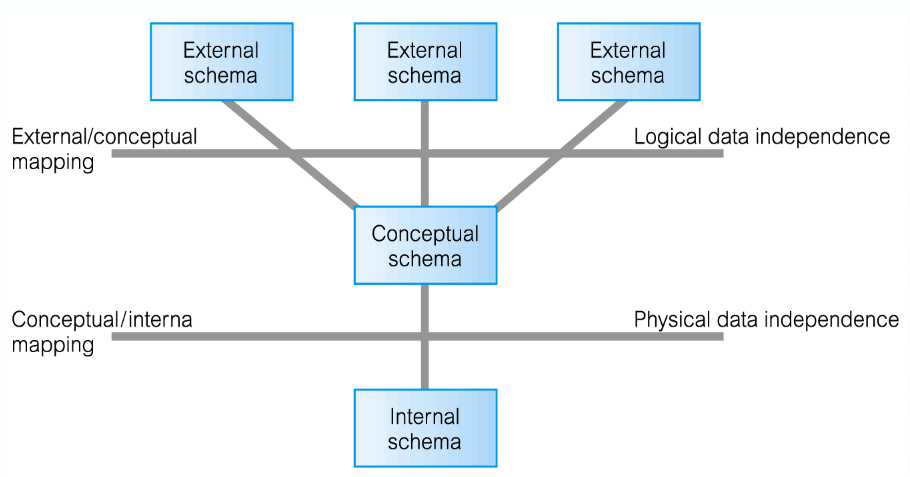 External
schema
External
schema
External
schema
External/conceptual
mapping
Logical data independence
Conceptual
schema
Conceptual/interna
mapping
Physical data independence
Internal
schema